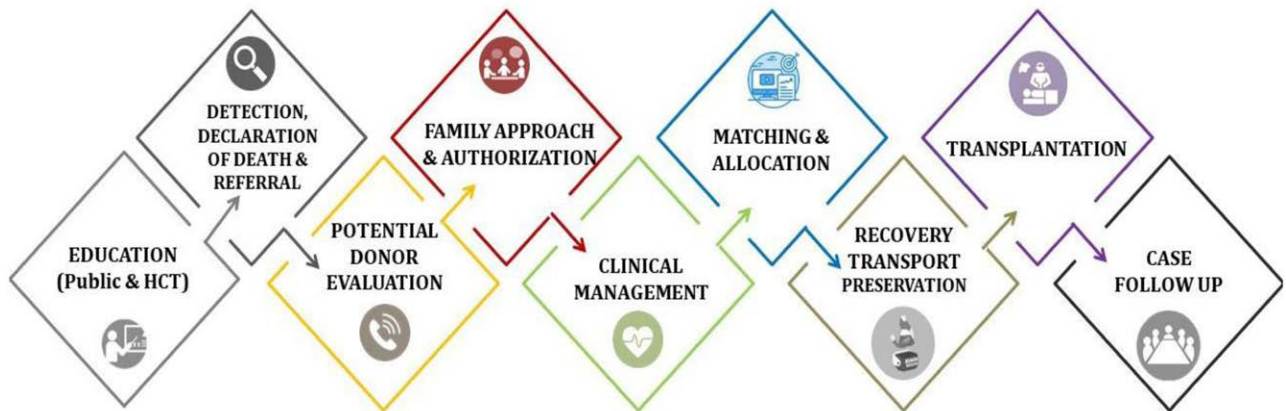 EDUCATION
(Public & HCT)
DETECTION,
DECLARATION
OF DEATH &
REFERRAL
POTENTIAL
DONOR
EVALUATION
FAMILY APPROACH
& AUTHORIZATION
CLINICAL
MANAGEMENT
MATCHING &
ALLOCATION
RECOVERY
TRANSPORT
PRESERVATION
TRANSPLANTATION
CASE
FOLLOW UP